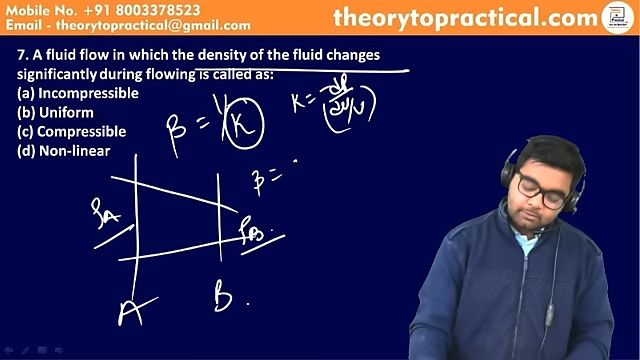 Mobile No. +91 8003378523
Email - theorytopractical@gmail.com
theorytopractical.com
7. A fluid flow in which the density of the fluid changes
significantly during flowing is called as:
(a) Incompressible
(b) Uniform
(c) Compressible
(d) Non-linear
β = 1/K
K = dP/(dV/V)
β =
ρA
ρB.
A
B.